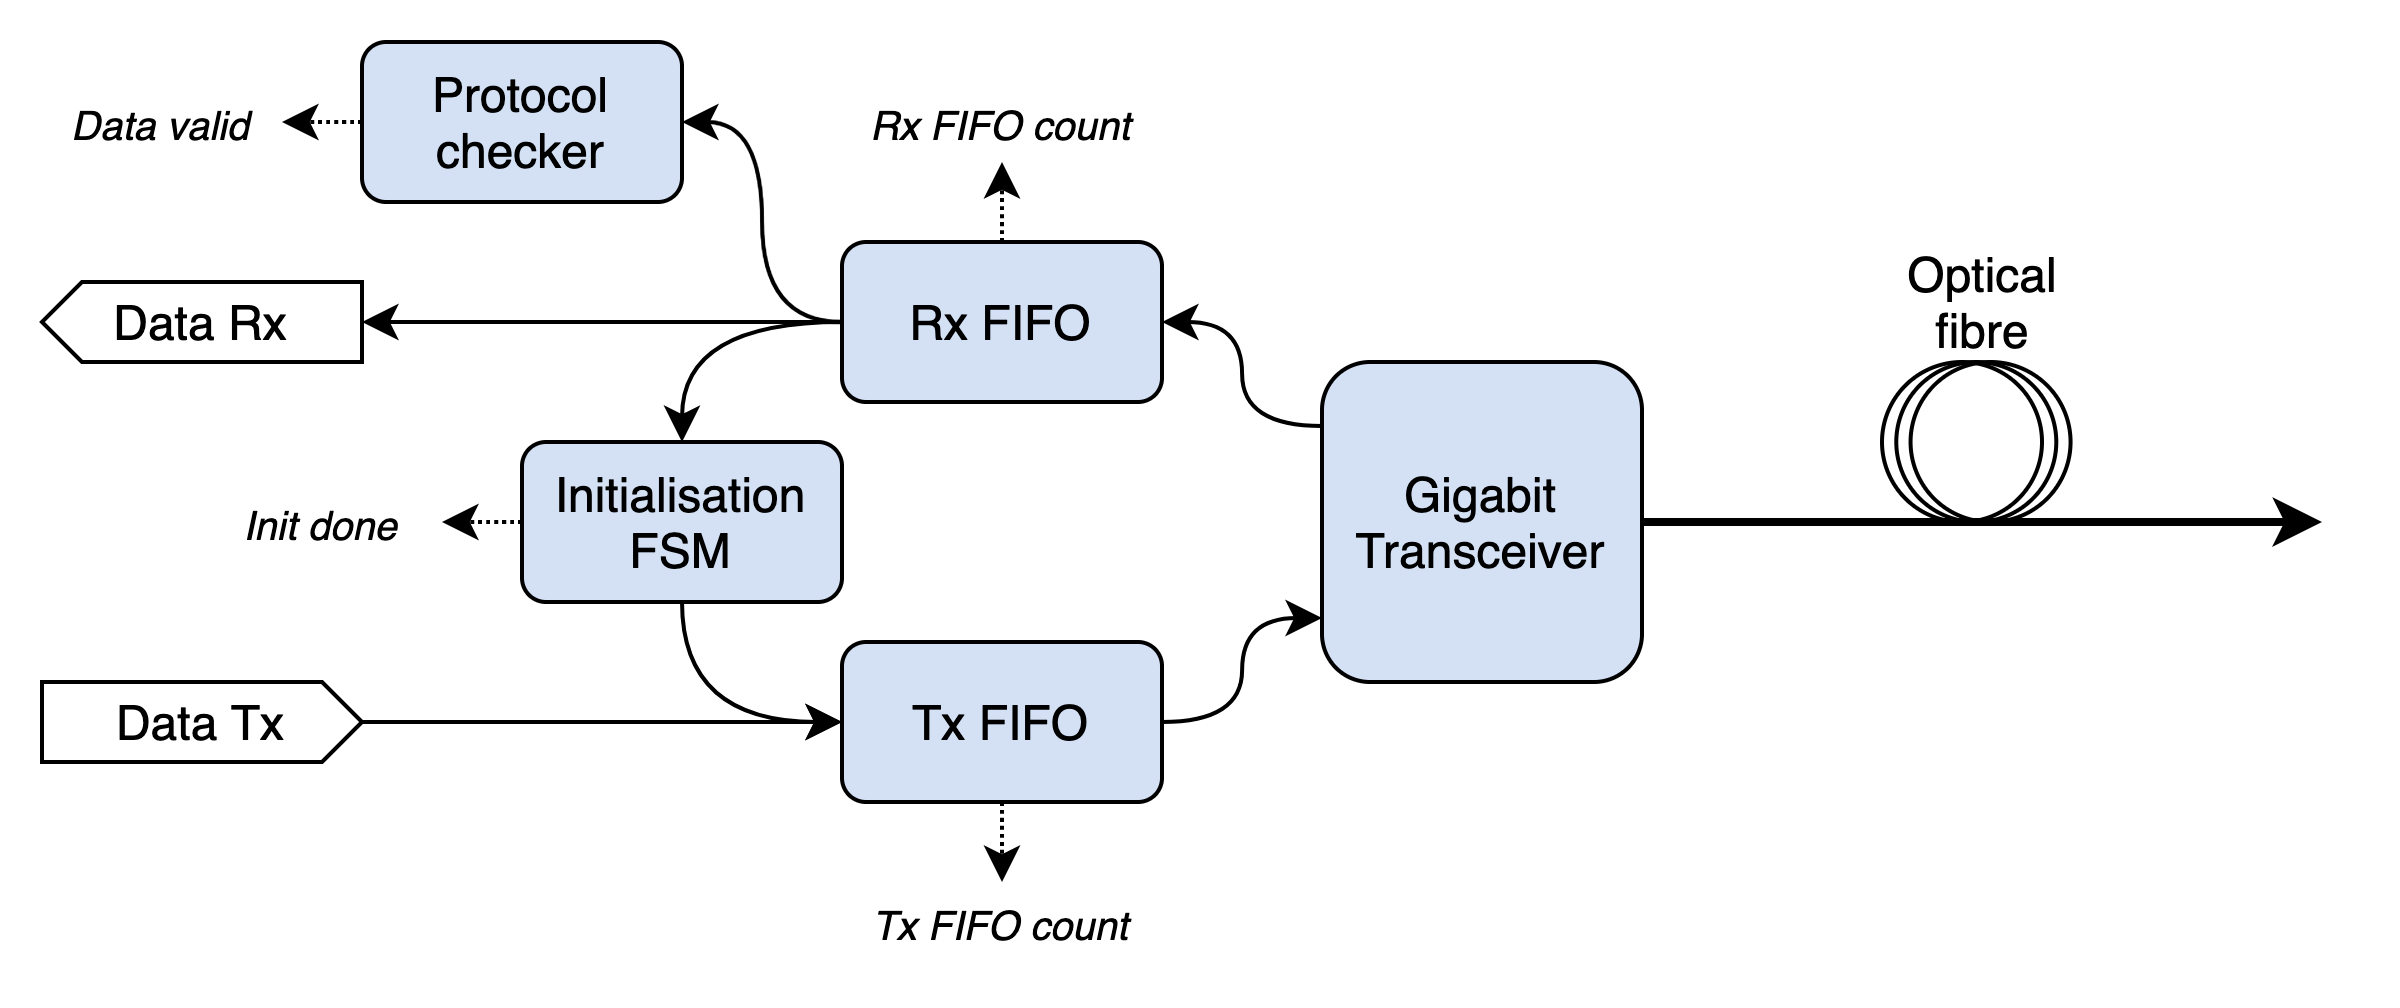 Protocol
checker
Data valid
Rx FIFO count
Optical
fibre
Data Rx
Rx FIFO
Initialisation
FSM
Init done
Gigabit
Transceiver
Data Tx
Tx FIFO
Tx FIFO count